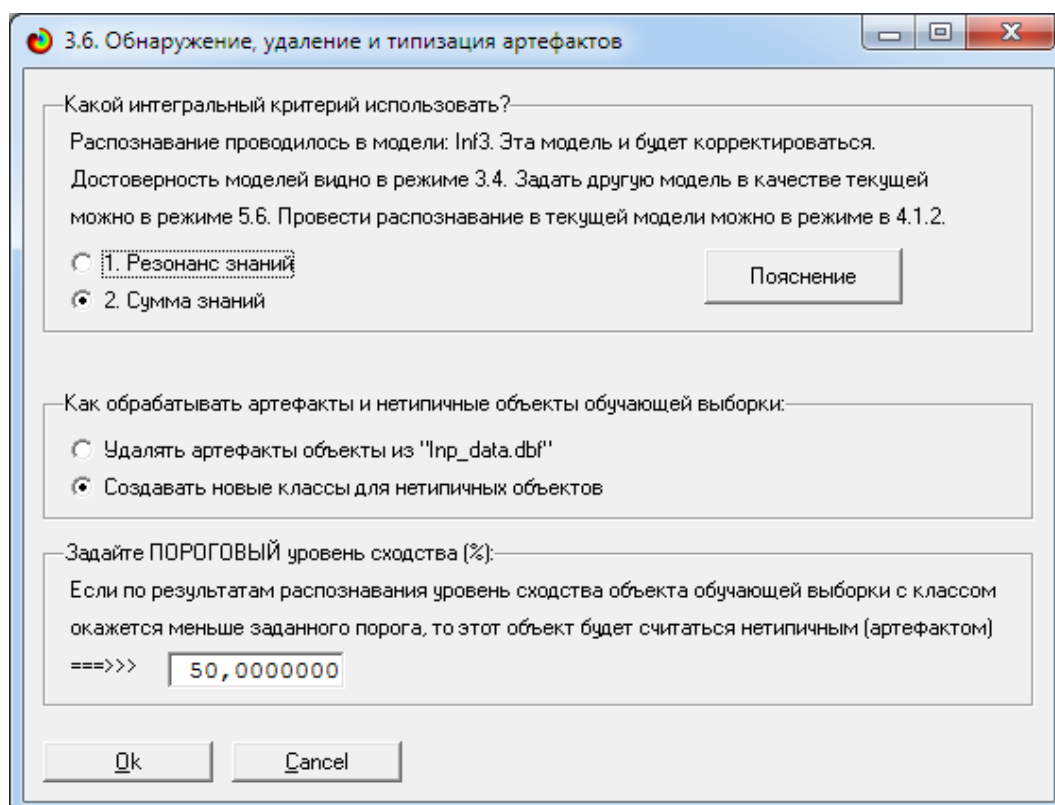 3.6. Обнаружение, удаление и типизация артефактов
Какой интегральный критерий использовать?
Распознавание проводилось в модели: Inf3. Эта модель и будет корректироваться.
Достоверность моделей видно в режиме 3.4. Задать другую модель в качестве текущей
можно в режиме 5.6. Провести распознавание в текущей модели можно в режиме в 4.1.2.
1. Резонанс знаний
Пояснение
2. Сумма знаний
Как обрабатывать артефакты и нетипичные объекты обучающей выборки:
Удалять артефакты объекты из "Inp_data.dbf"
Создавать новые классы для нетипичных объектов
Задайте ПОРОГОВЫЙ уровень сходства (%):
Если по результатам распознавания уровень сходства объекта обучающей выборки с классом
окажется меньше заданного порога, то этот объект будет считаться нетипичным (артефактом)
===>>> 50,0000000
Ok Cancel